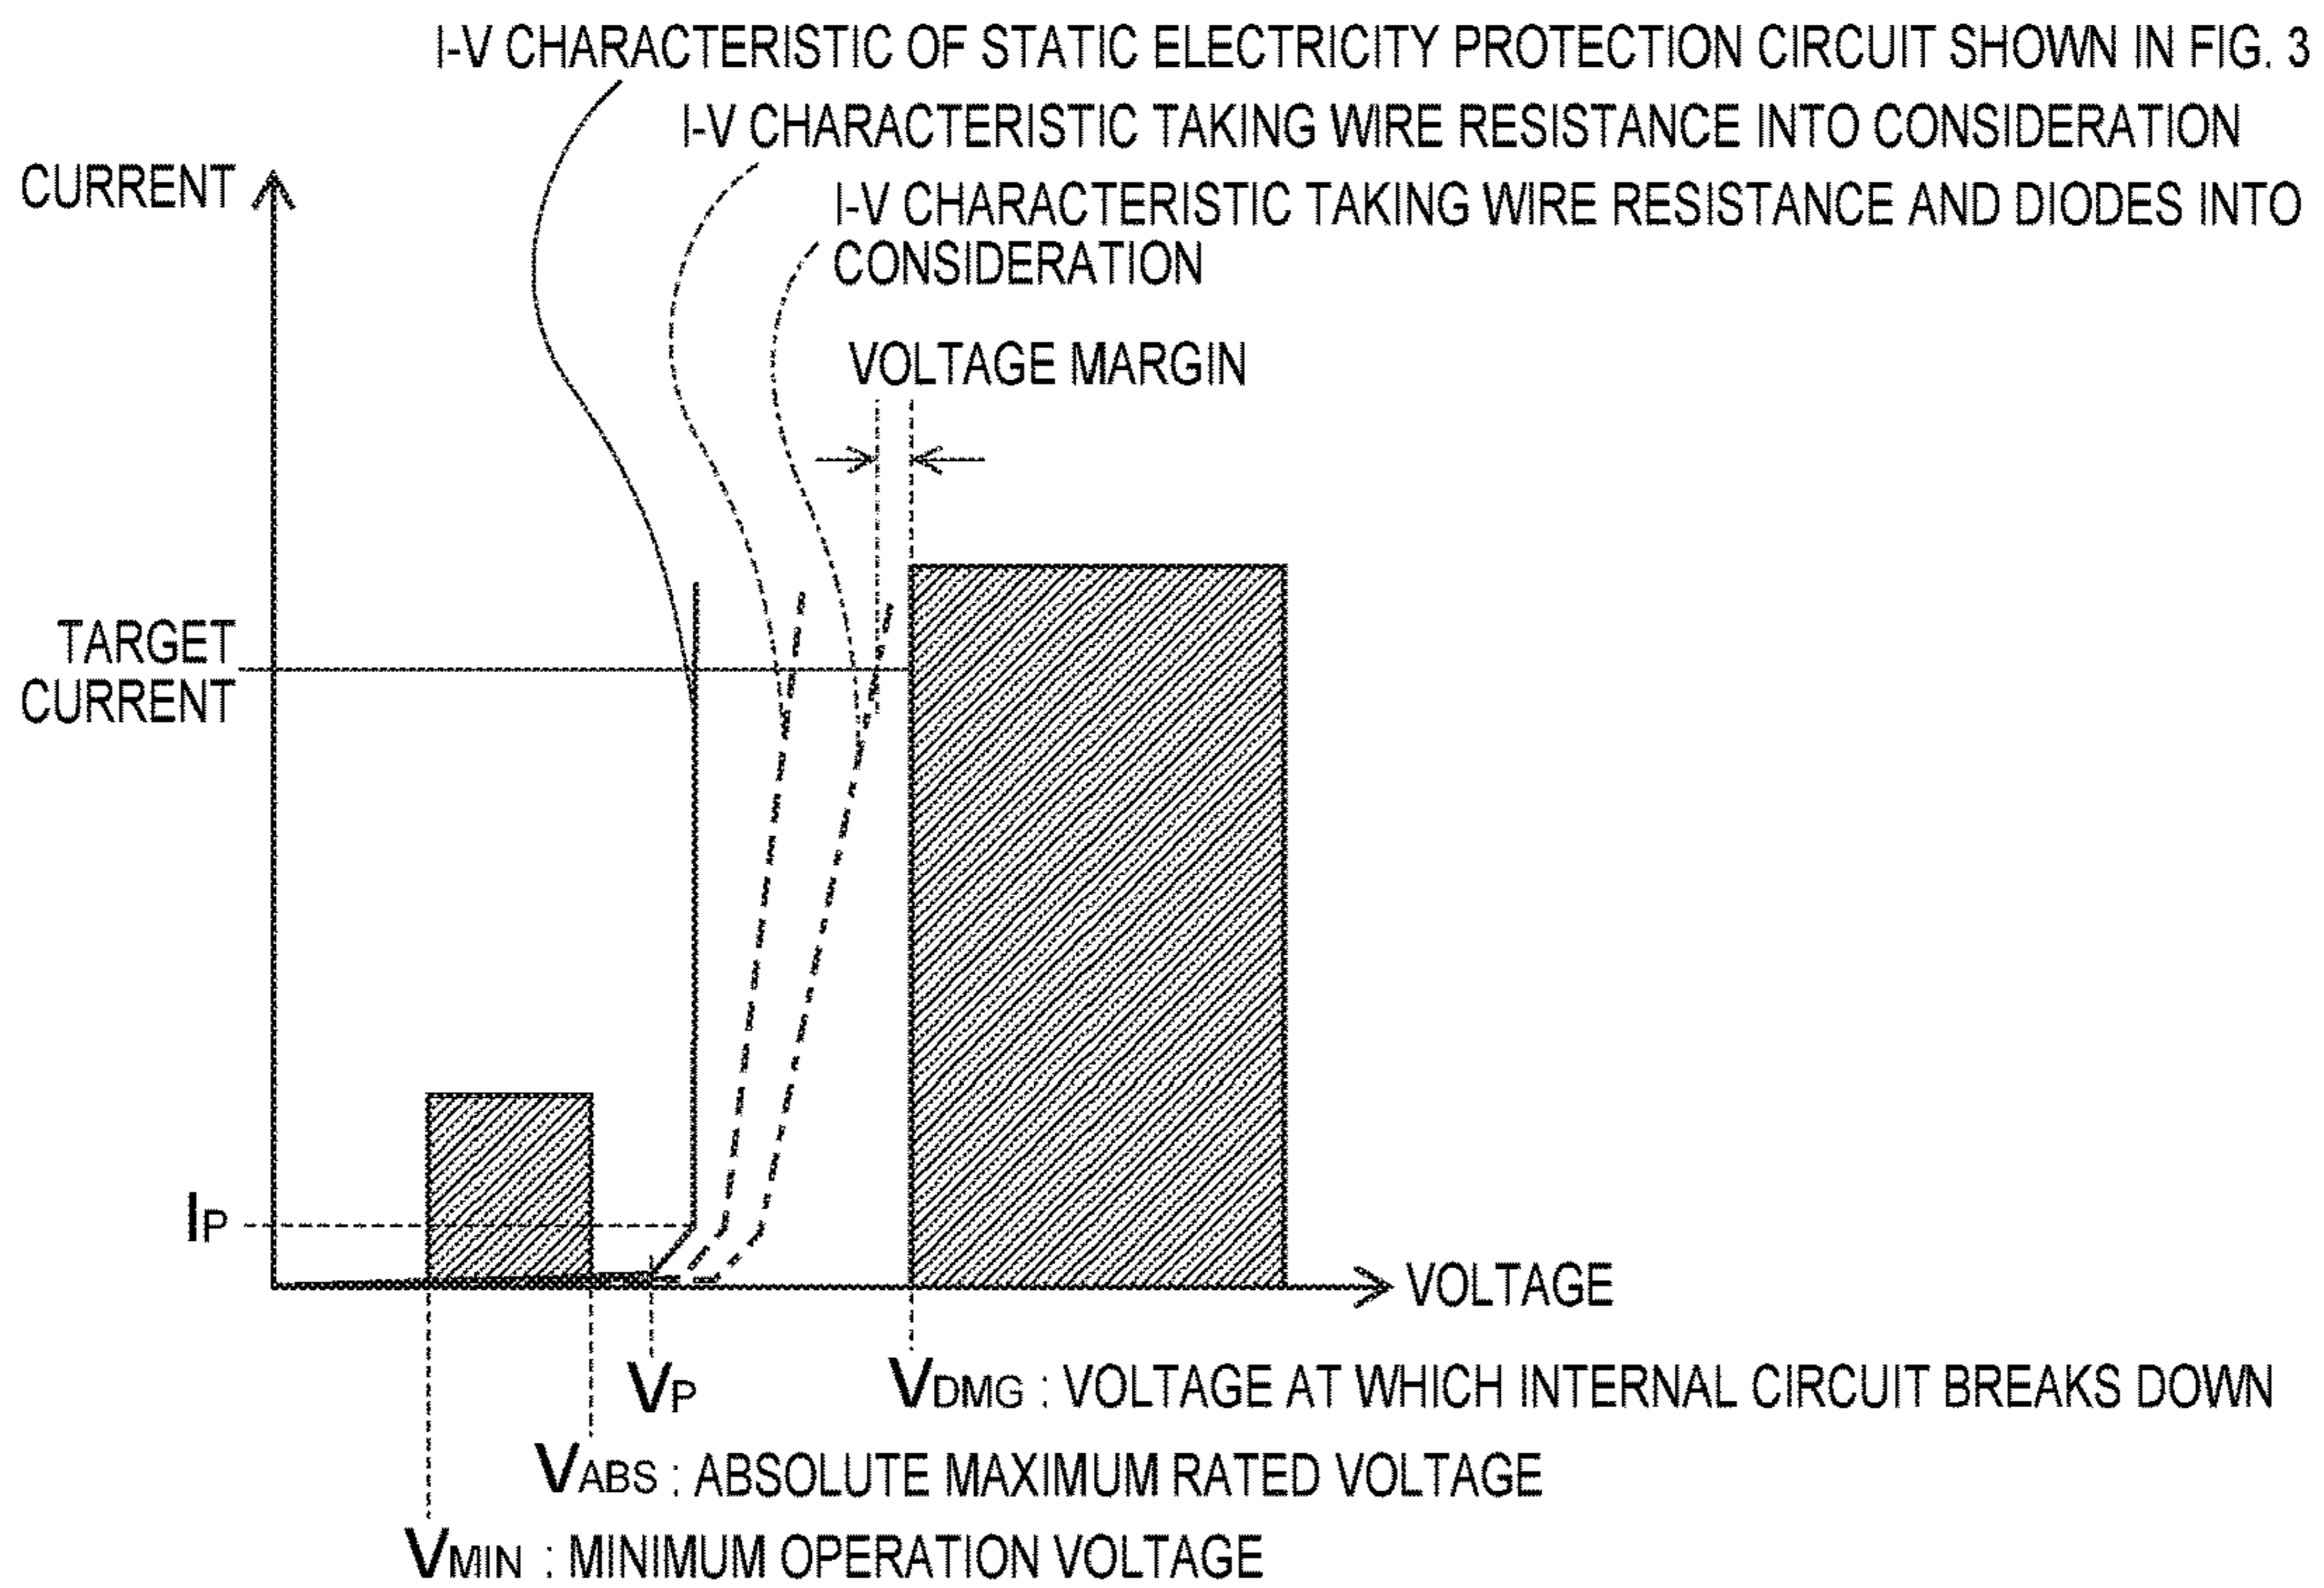 I-V CHARACTERISTIC OF STATIC ELECTRICITY PROTECTION CIRCUIT SHOWN IN FIG. 3
I-V CHARACTERISTIC TAKING WIRE RESISTANCE INTO CONSIDERATION
CURRENT
I-V CHARACTERISTIC TAKING WIRE RESISTANCE AND DIODES INTO
CONSIDERATION
VOLTAGE MARGIN
TARGET
CURRENT
IP
VOLTAGE
VP
VDMG : VOLTAGE AT WHICH INTERNAL CIRCUIT BREAKS DOWN
VABS : ABSOLUTE MAXIMUM RATED VOLTAGE
VMIN : MINIMUM OPERATION VOLTAGE